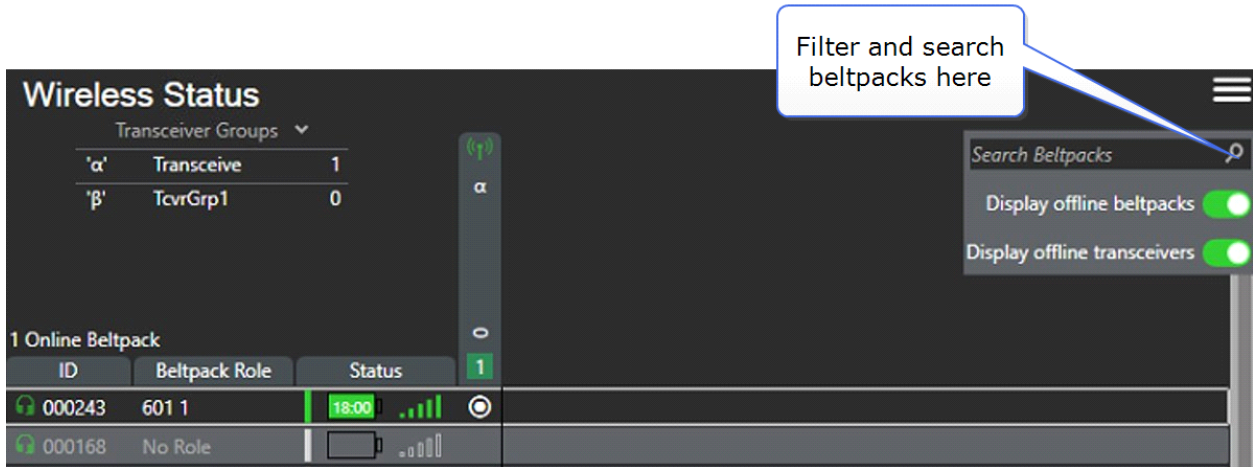 Filter and search
beltpacks here
Wireless Status
Transceiver Groups
'α' Transceive 1
'β' TcvrGrp1 0
α
0
1
Search Beltpacks
Display offline beltpacks
Display offline transceivers
1 Online Beltpack
ID Beltpack Role Status
000243 601 1 18:00
000168 No Role